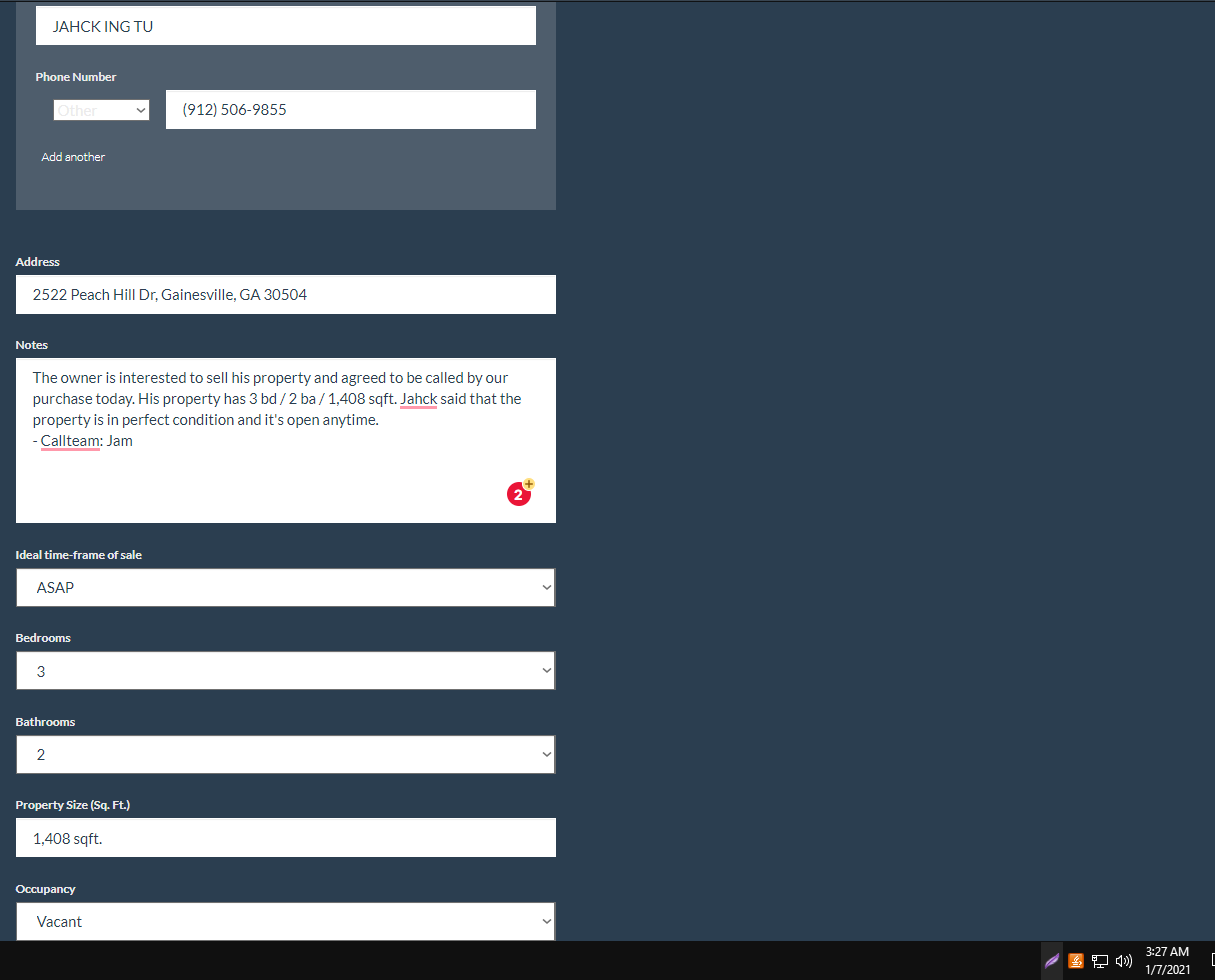 JAHCK ING TU
Phone Number
Other
(912) 506-9855
Add another
Address
2522 Peach Hill Dr, Gainesville, GA 30504
Notes
The owner is interested to sell his property and agreed to be called by our
purchase today. His property has 3 bd / 2 ba / 1,408 sqft. Jahck said that the
property is in perfect condition and it's open anytime.
- Callteam: Jam
2
+
Ideal time-frame of sale
ASAP
Bedrooms
3
Bathrooms
2
Property Size (Sq. Ft.)
1,408 sqft.
Occupancy
Vacant
3:27 AM
1/7/2021